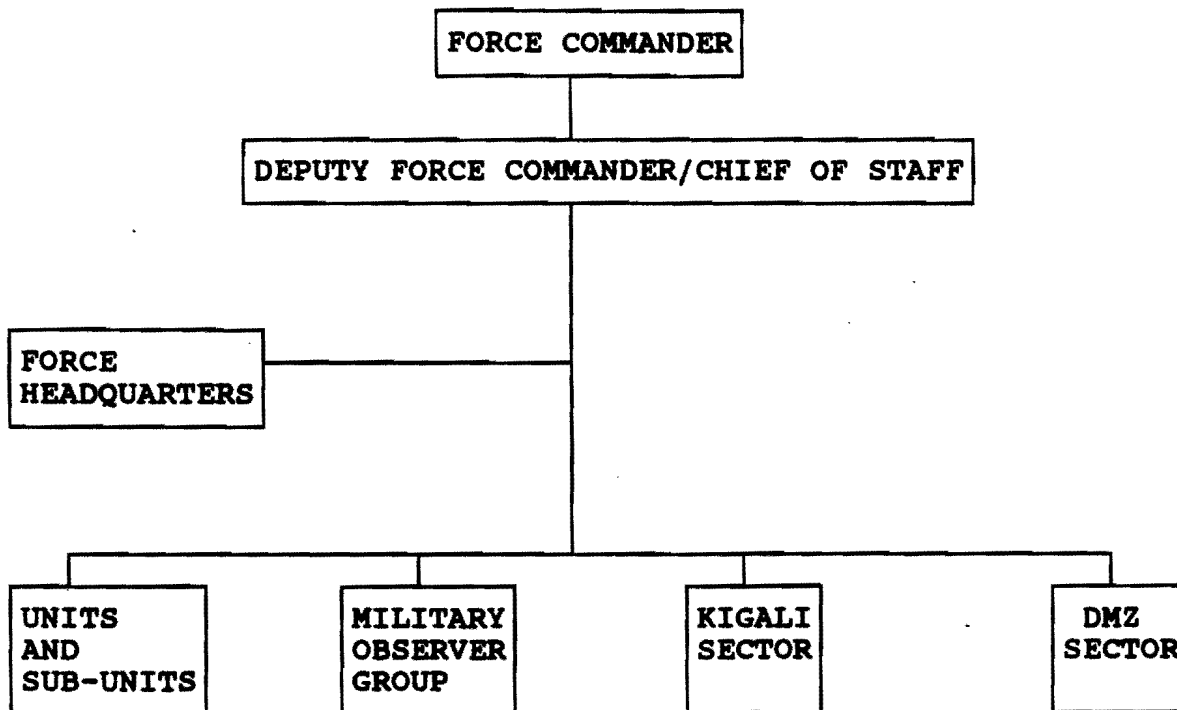 FORCE COMMANDER
DEPUTY FORCE COMMANDER/CHIEF OF STAFF
FORCE
HEADQUARTERS
UNITS
AND
SUB-UNITS
MILITARY
OBSERVER
GROUP
KIGALI
SECTOR
DMZ
SECTOR